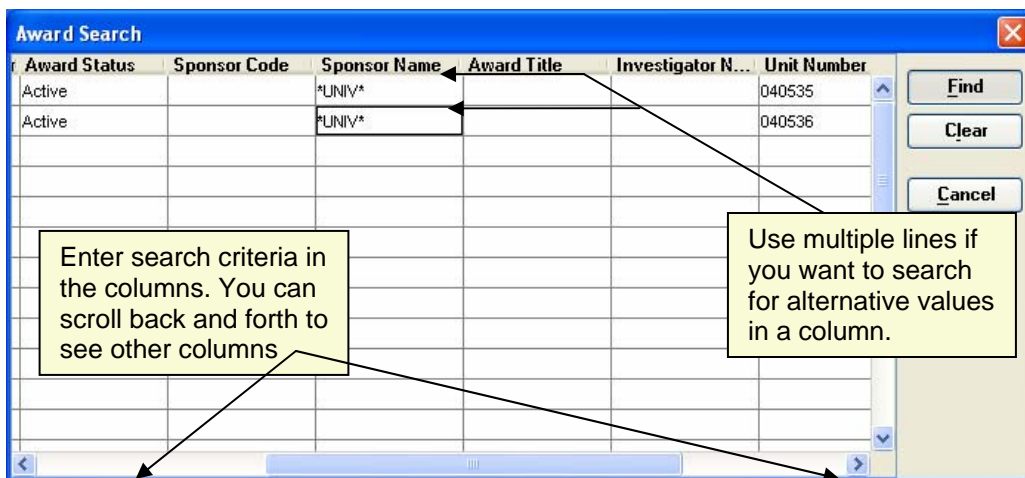 Award Search
r Award Status Sponsor Code Sponsor Name Award Title Investigator N... Unit Number
Active *UNIV* 040535
Active *UNIV* 040536
Find
Clear
Cancel
Enter search criteria in
the columns. You can
scroll back and forth to
see other columns
Use multiple lines if
you want to search
for alternative values
in a column.